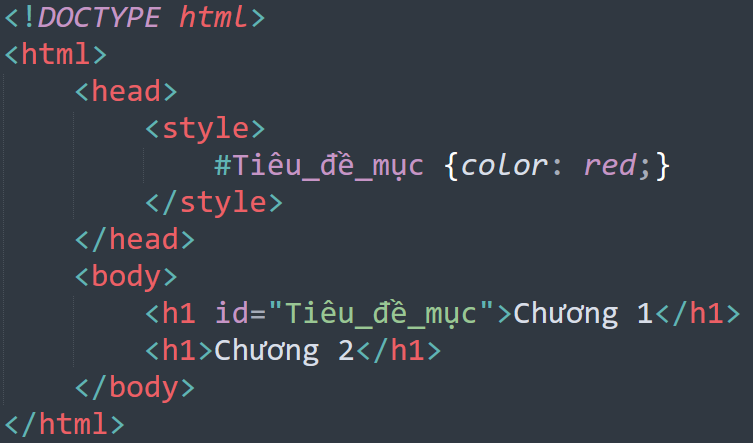 <!DOCTYPE html>
<html>
    <head>
        <style>
            #Tiêu_đề_mục {color: red;}
        </style>
    </head>
    <body>
        <h1 id="Tiêu_đề_mục">Chương 1</h1>
        <h1>Chương 2</h1>
    </body>
</html>